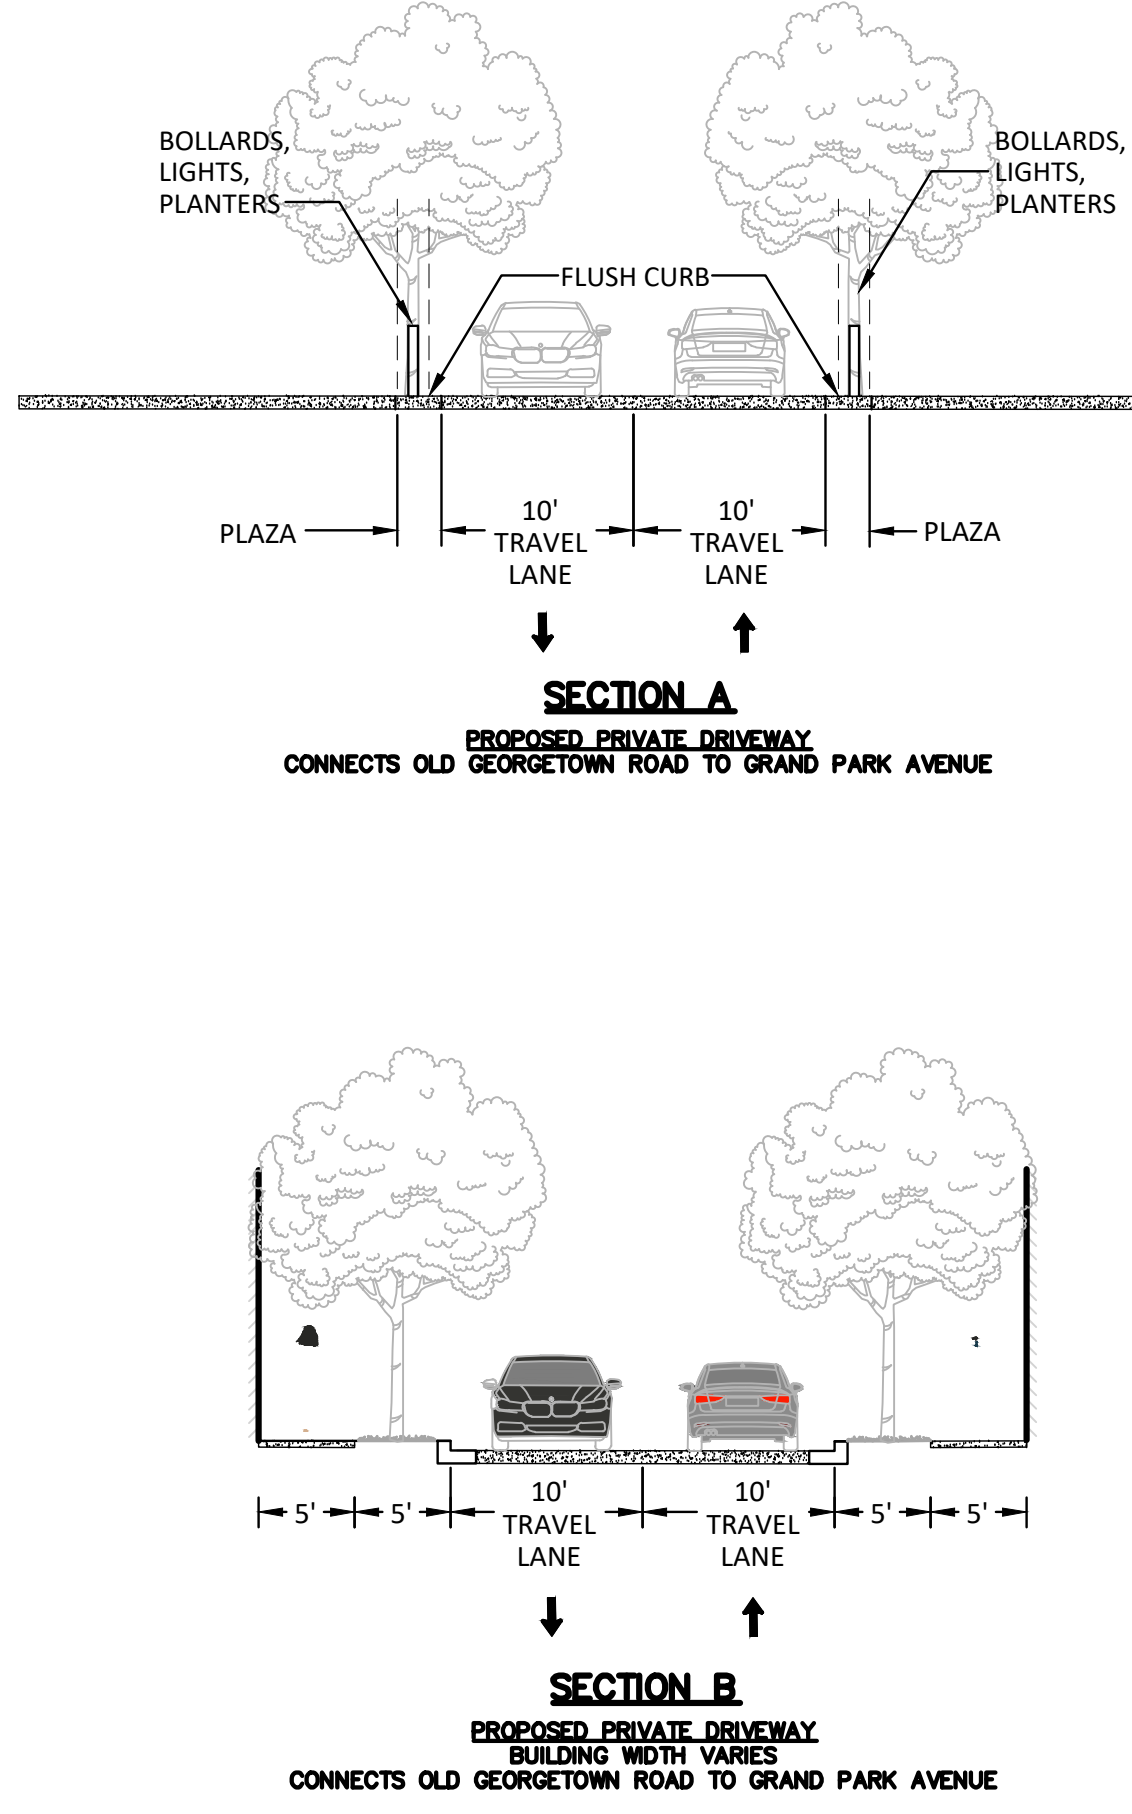 BOLLARDS,
LIGHTS,
PLANTERS
BOLLARDS,
LIGHTS,
PLANTERS
FLUSH CURB
PLAZA
10'
TRAVEL
LANE
10'
TRAVEL
LANE
PLAZA
SECTION A
PROPOSED PRIVATE DRIVEWAY
CONNECTS OLD GEORGETOWN ROAD TO GRAND PARK AVENUE
5'
5'
10'
TRAVEL
LANE
10'
TRAVEL
LANE
5'
5'
SECTION B
PROPOSED PRIVATE DRIVEWAY
BUILDING WIDTH VARIES
CONNECTS OLD GEORGETOWN ROAD TO GRAND PARK AVENUE